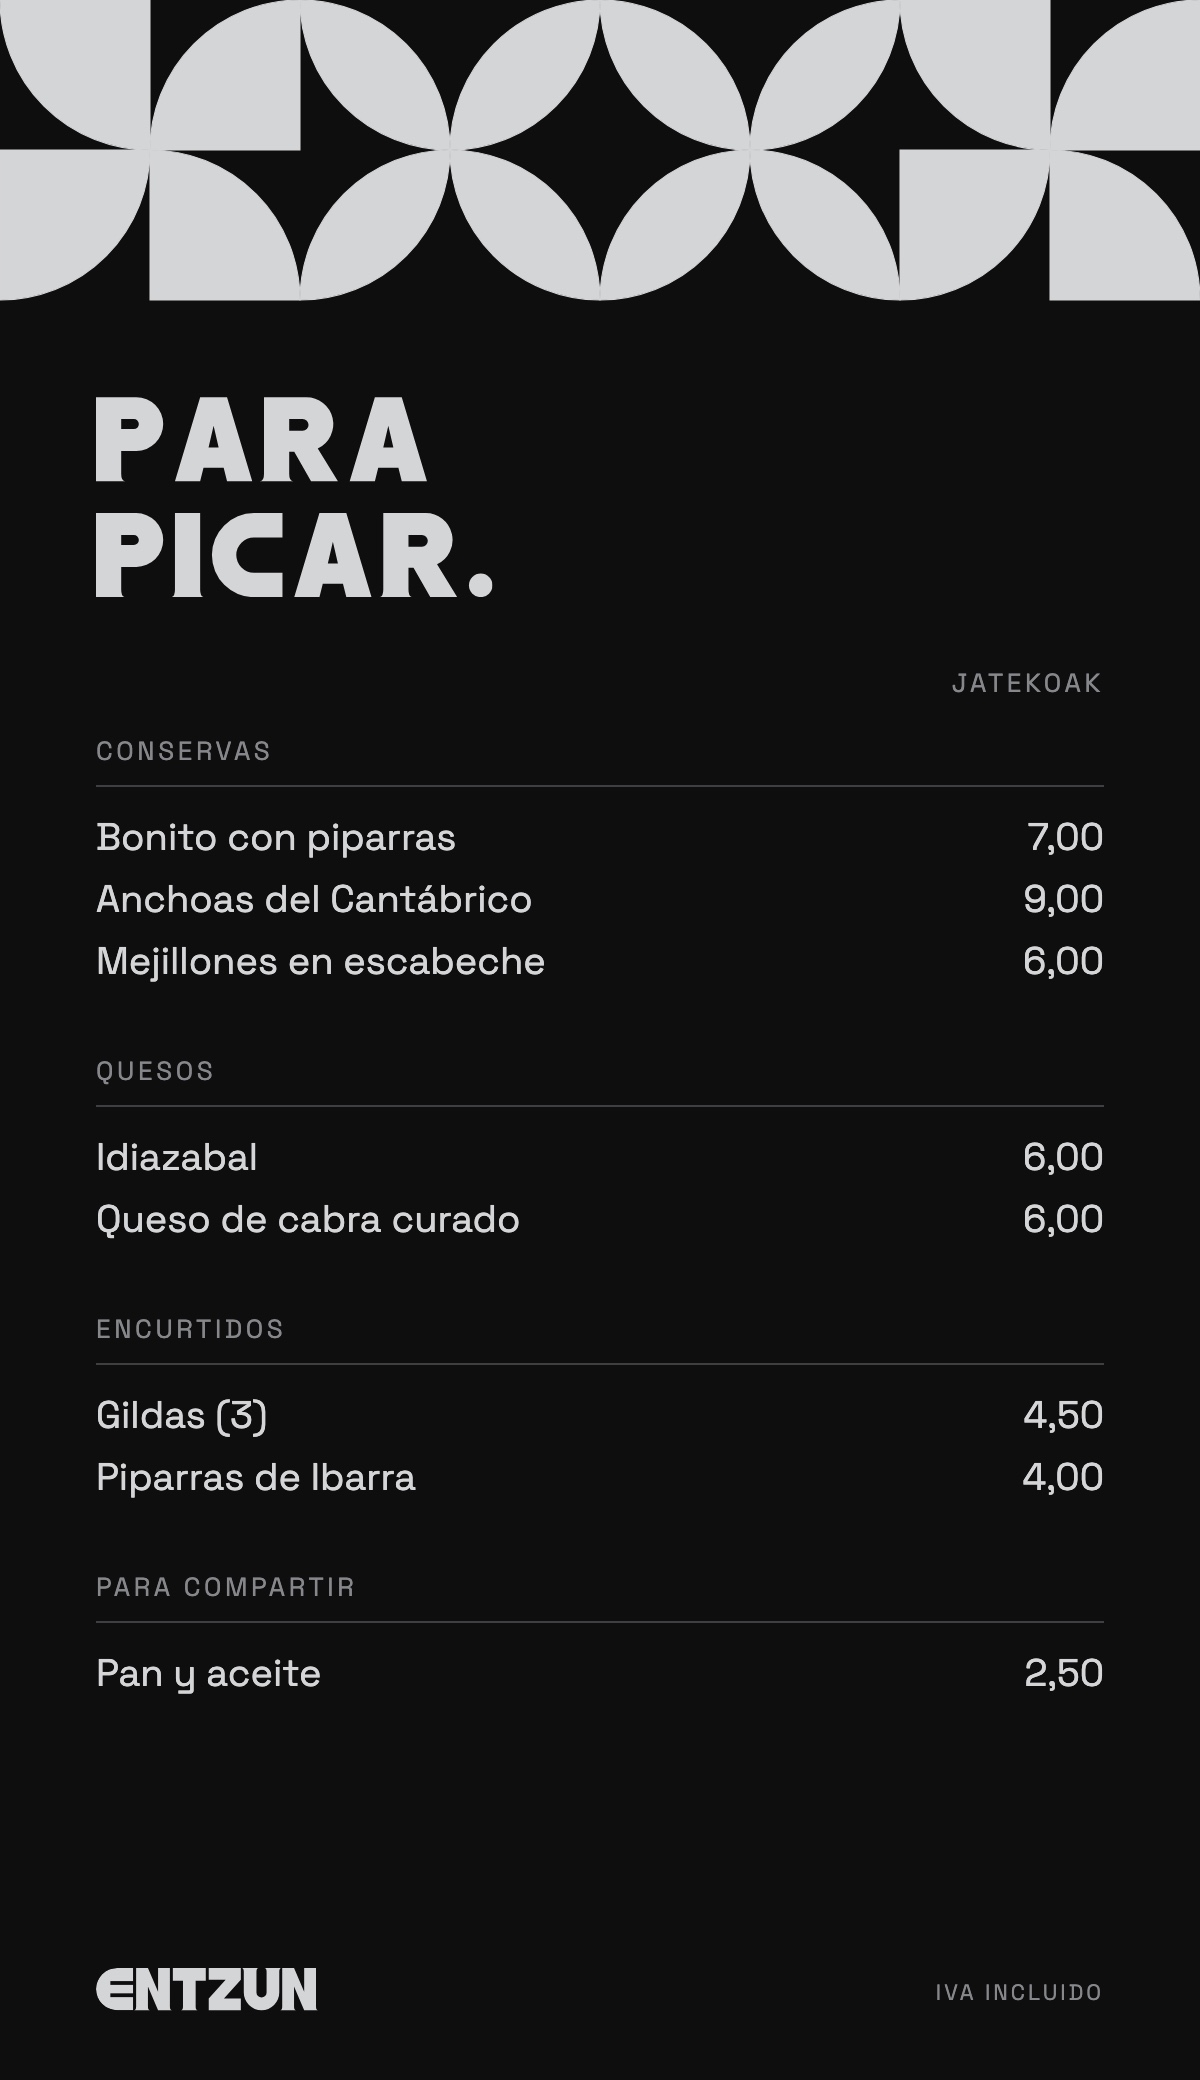 PARA
PICAR.
JATEKOAK
CONSERVAS
Bonito con piparras 7,00
Anchoas del Cantábrico 9,00
Mejillones en escabeche 6,00
QUESOS
Idiazabal 6,00
Queso de cabra curado 6,00
ENCURTIDOS
Gildas (3) 4,50
Piparras de Ibarra 4,00
PARA COMPARTIR
Pan y aceite 2,50
ENTZUN IVA INCLUIDO